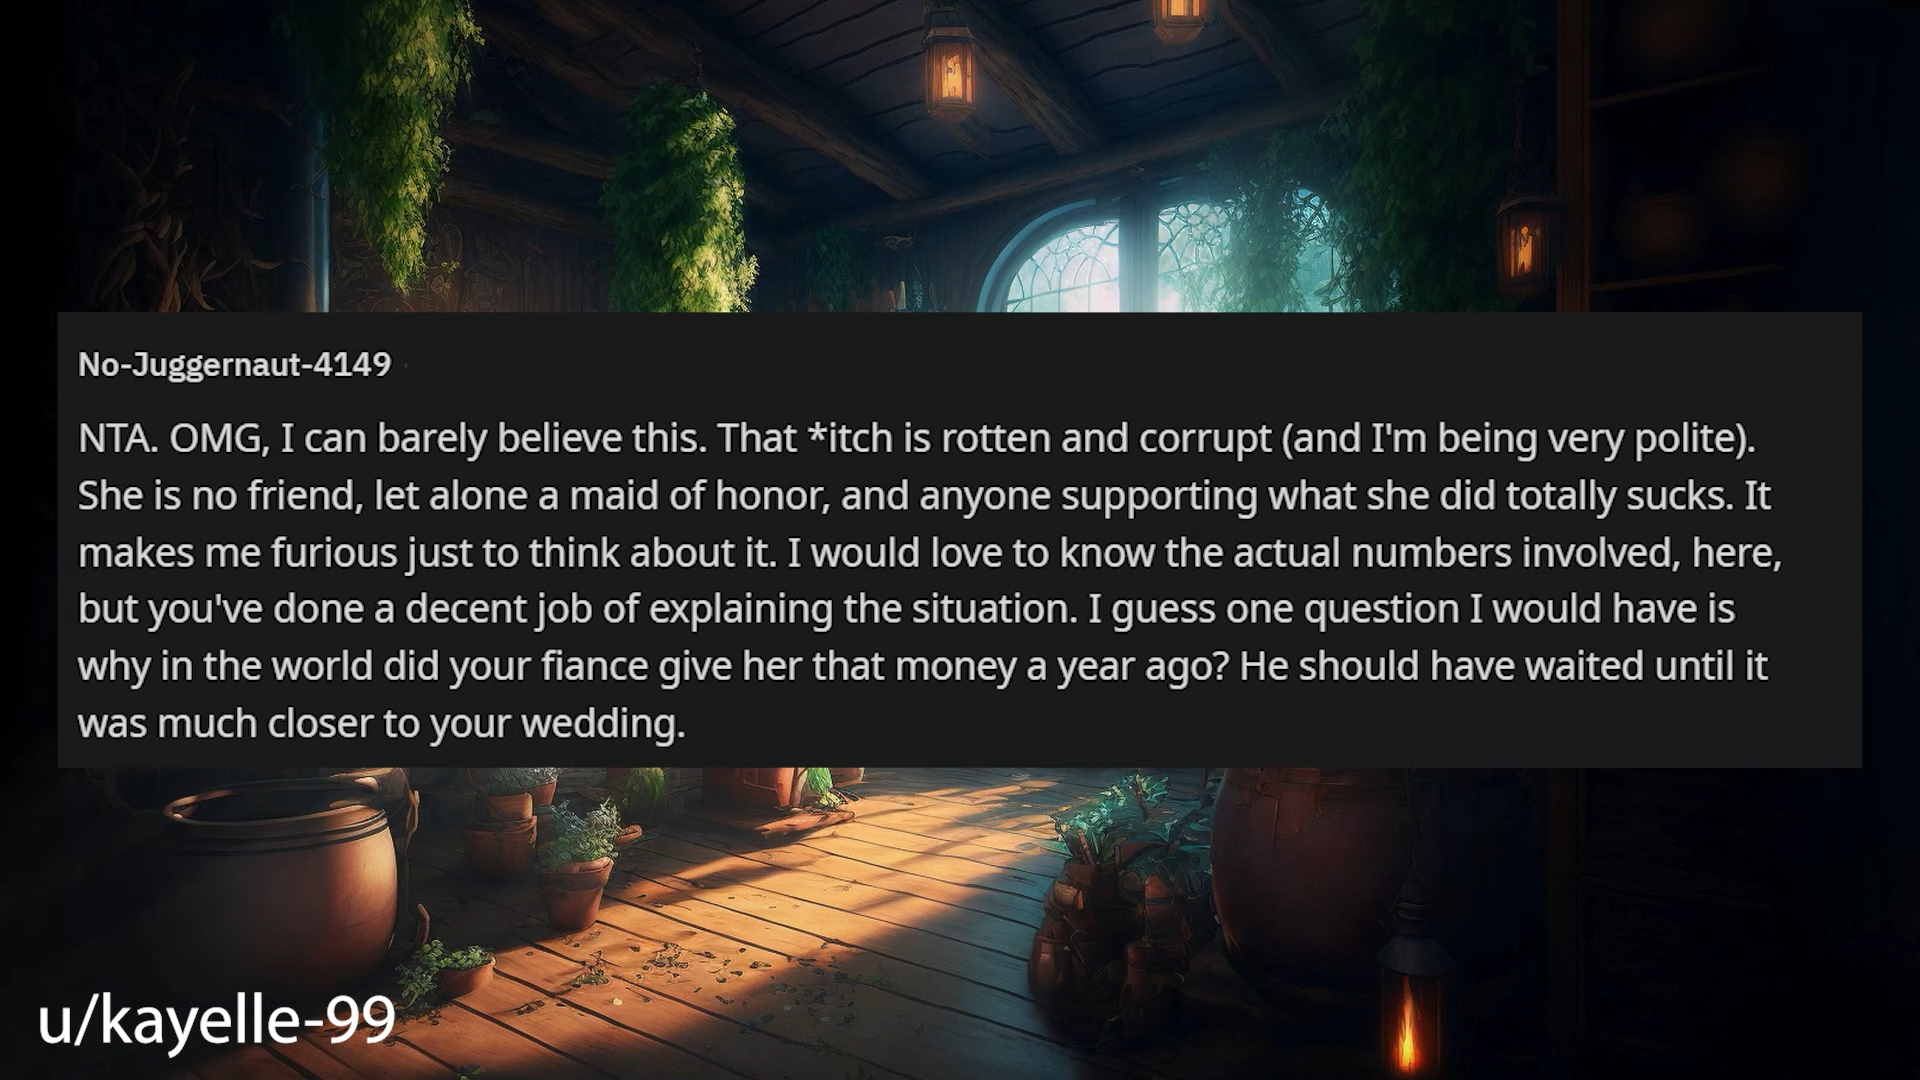 No-Juggernaut-4149
NTA. OMG, I can barely believe this. That *itch is rotten and corrupt (and I'm being very polite).
She is no friend, let alone a maid of honor, and anyone supporting what she did totally sucks. It
makes me furious just to think about it. I would love to know the actual numbers involved, here,
but you've done a decent job of explaining the situation. I guess one question I would have is
why in the world did your fiance give her that money a year ago? He should have waited until it
was much closer to your wedding.
u/kayelle-99